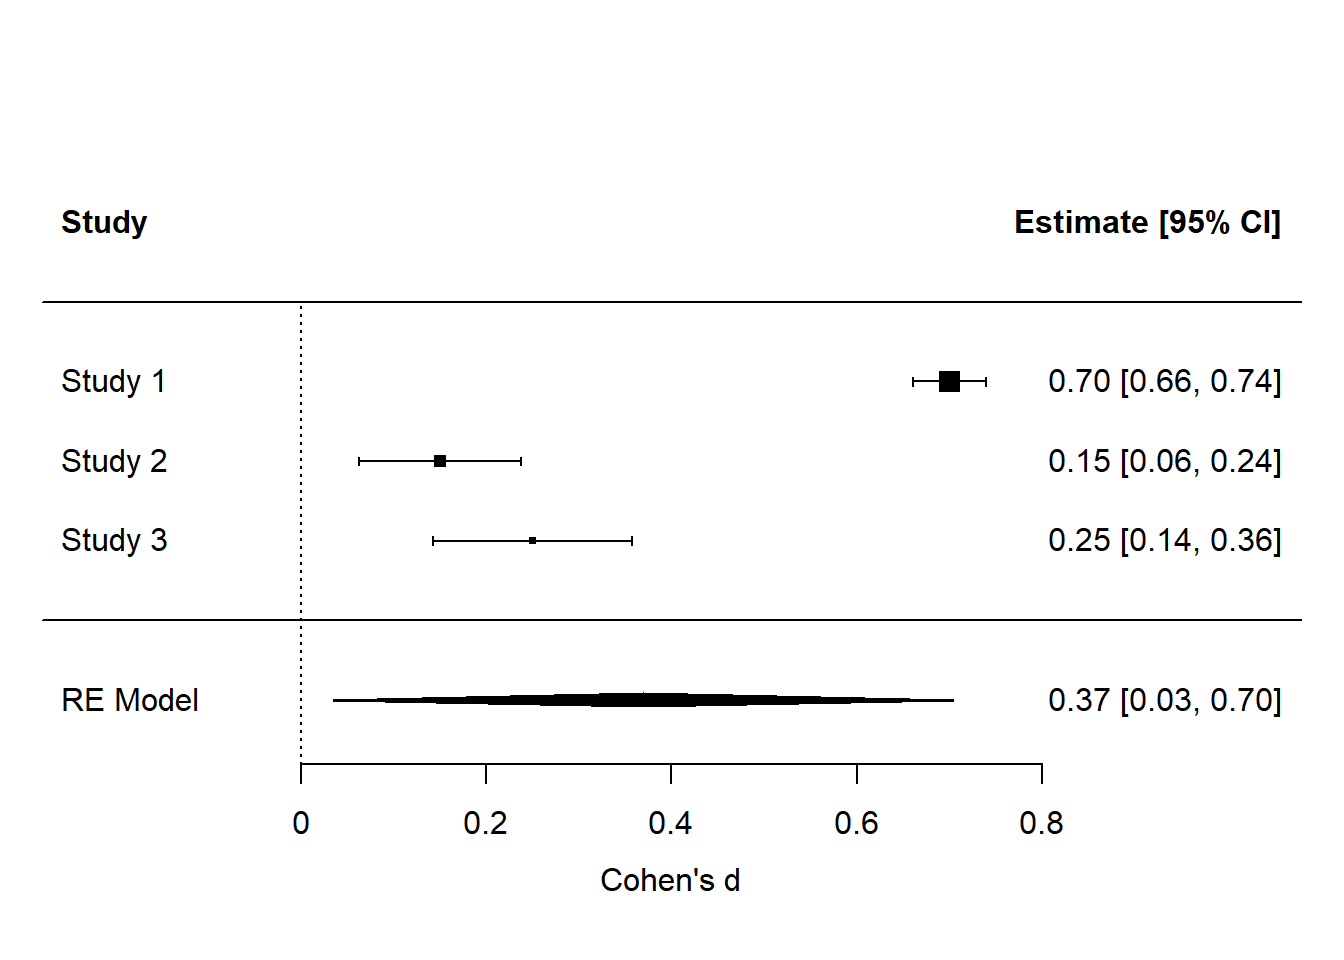 Study Estimate [95% CI]
Study 1 0.70 [0.66, 0.74]
Study 2 0.15 [0.06, 0.24]
Study 3 0.25 [0.14, 0.36]
RE Model 0.37 [0.03, 0.70]
0 0.2 0.4 0.6 0.8
Cohen's d